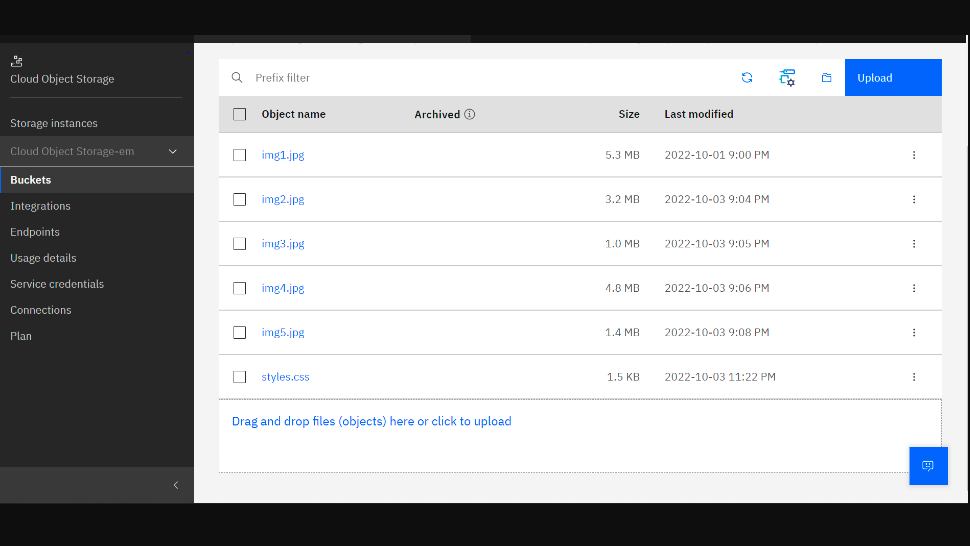 Cloud Object Storage
Storage instances
Cloud Object Storage-em
Buckets
Integrations
Endpoints
Usage details
Service credentials
Connections
Plan
Prefix filter
Upload
Object name Archived Size Last modified
img1.jpg 5.3 MB 2022-10-01 9:00 PM
img2.jpg 3.2 MB 2022-10-03 9:04 PM
img3.jpg 1.0 MB 2022-10-03 9:05 PM
img4.jpg 4.8 MB 2022-10-03 9:06 PM
img5.jpg 1.4 MB 2022-10-03 9:08 PM
styles.css 1.5 KB 2022-10-03 11:22 PM
Drag and drop files (objects) here or click to upload